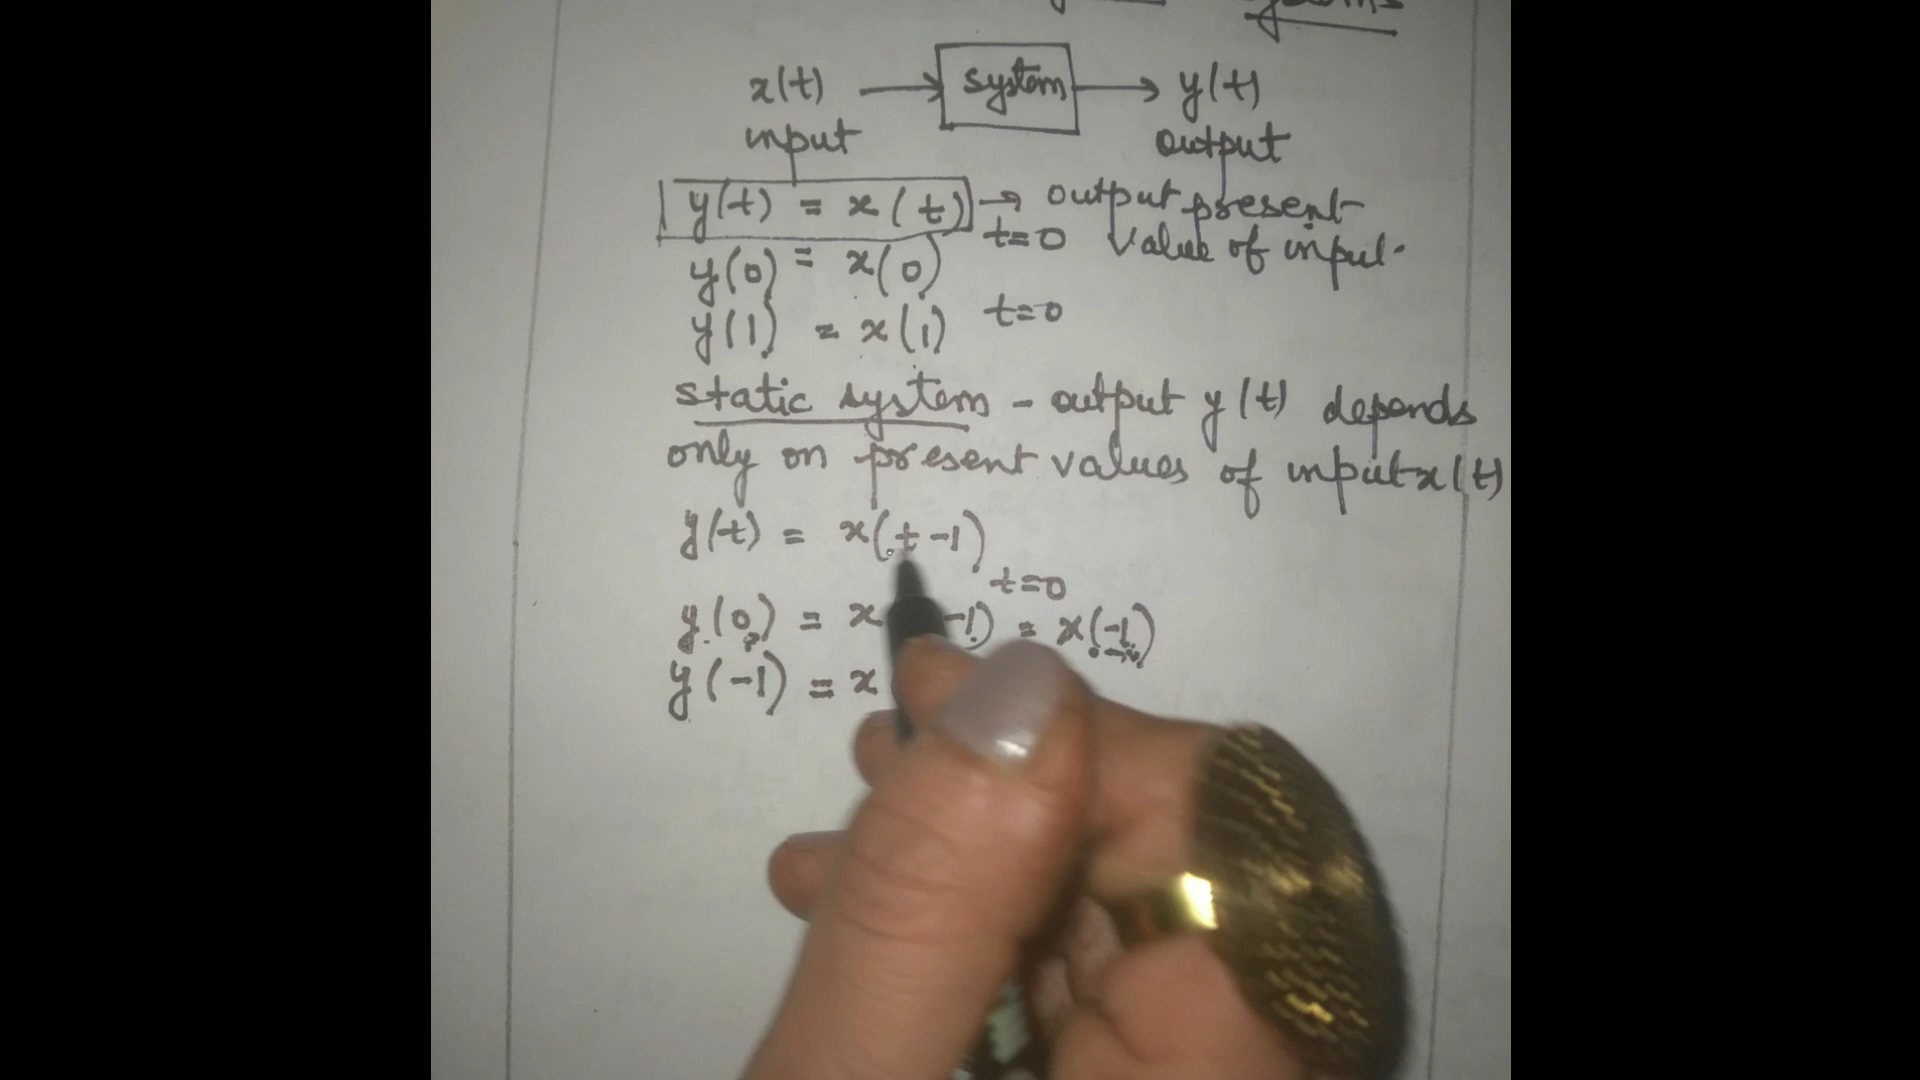 x(t) → system → y(t)
input output
y(t) = x(t) → output present
t=0 value of input.
y(0) = x(0)
y(1) = x(1) t=0
static system - output y(t) depends
only on present values of input x(t)
y(t) = x(t-1)
t=0
y(0) = x -1) = x(-1)
y(-1) = x